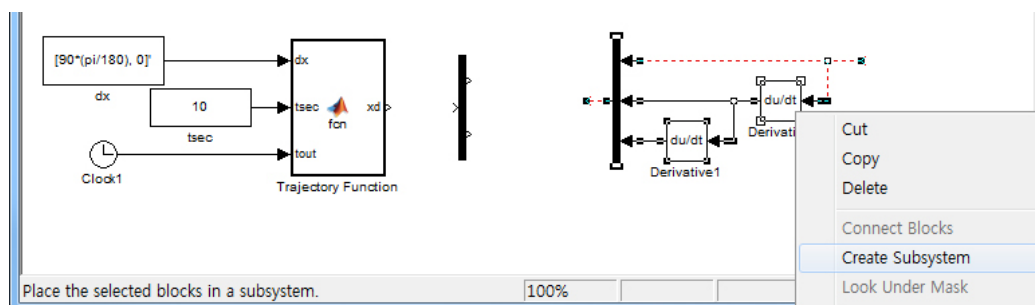 [90*(pi/180), 0]'
dx
10
tsec
Clock1
dx
tsec
tout
fcn
xd
Trajectory Function
du/dt
Derivati
du/dt
Derivative1
Cut
Copy
Delete
Connect Blocks
Create Subsystem
Look Under Mask
Place the selected blocks in a subsystem.
100%